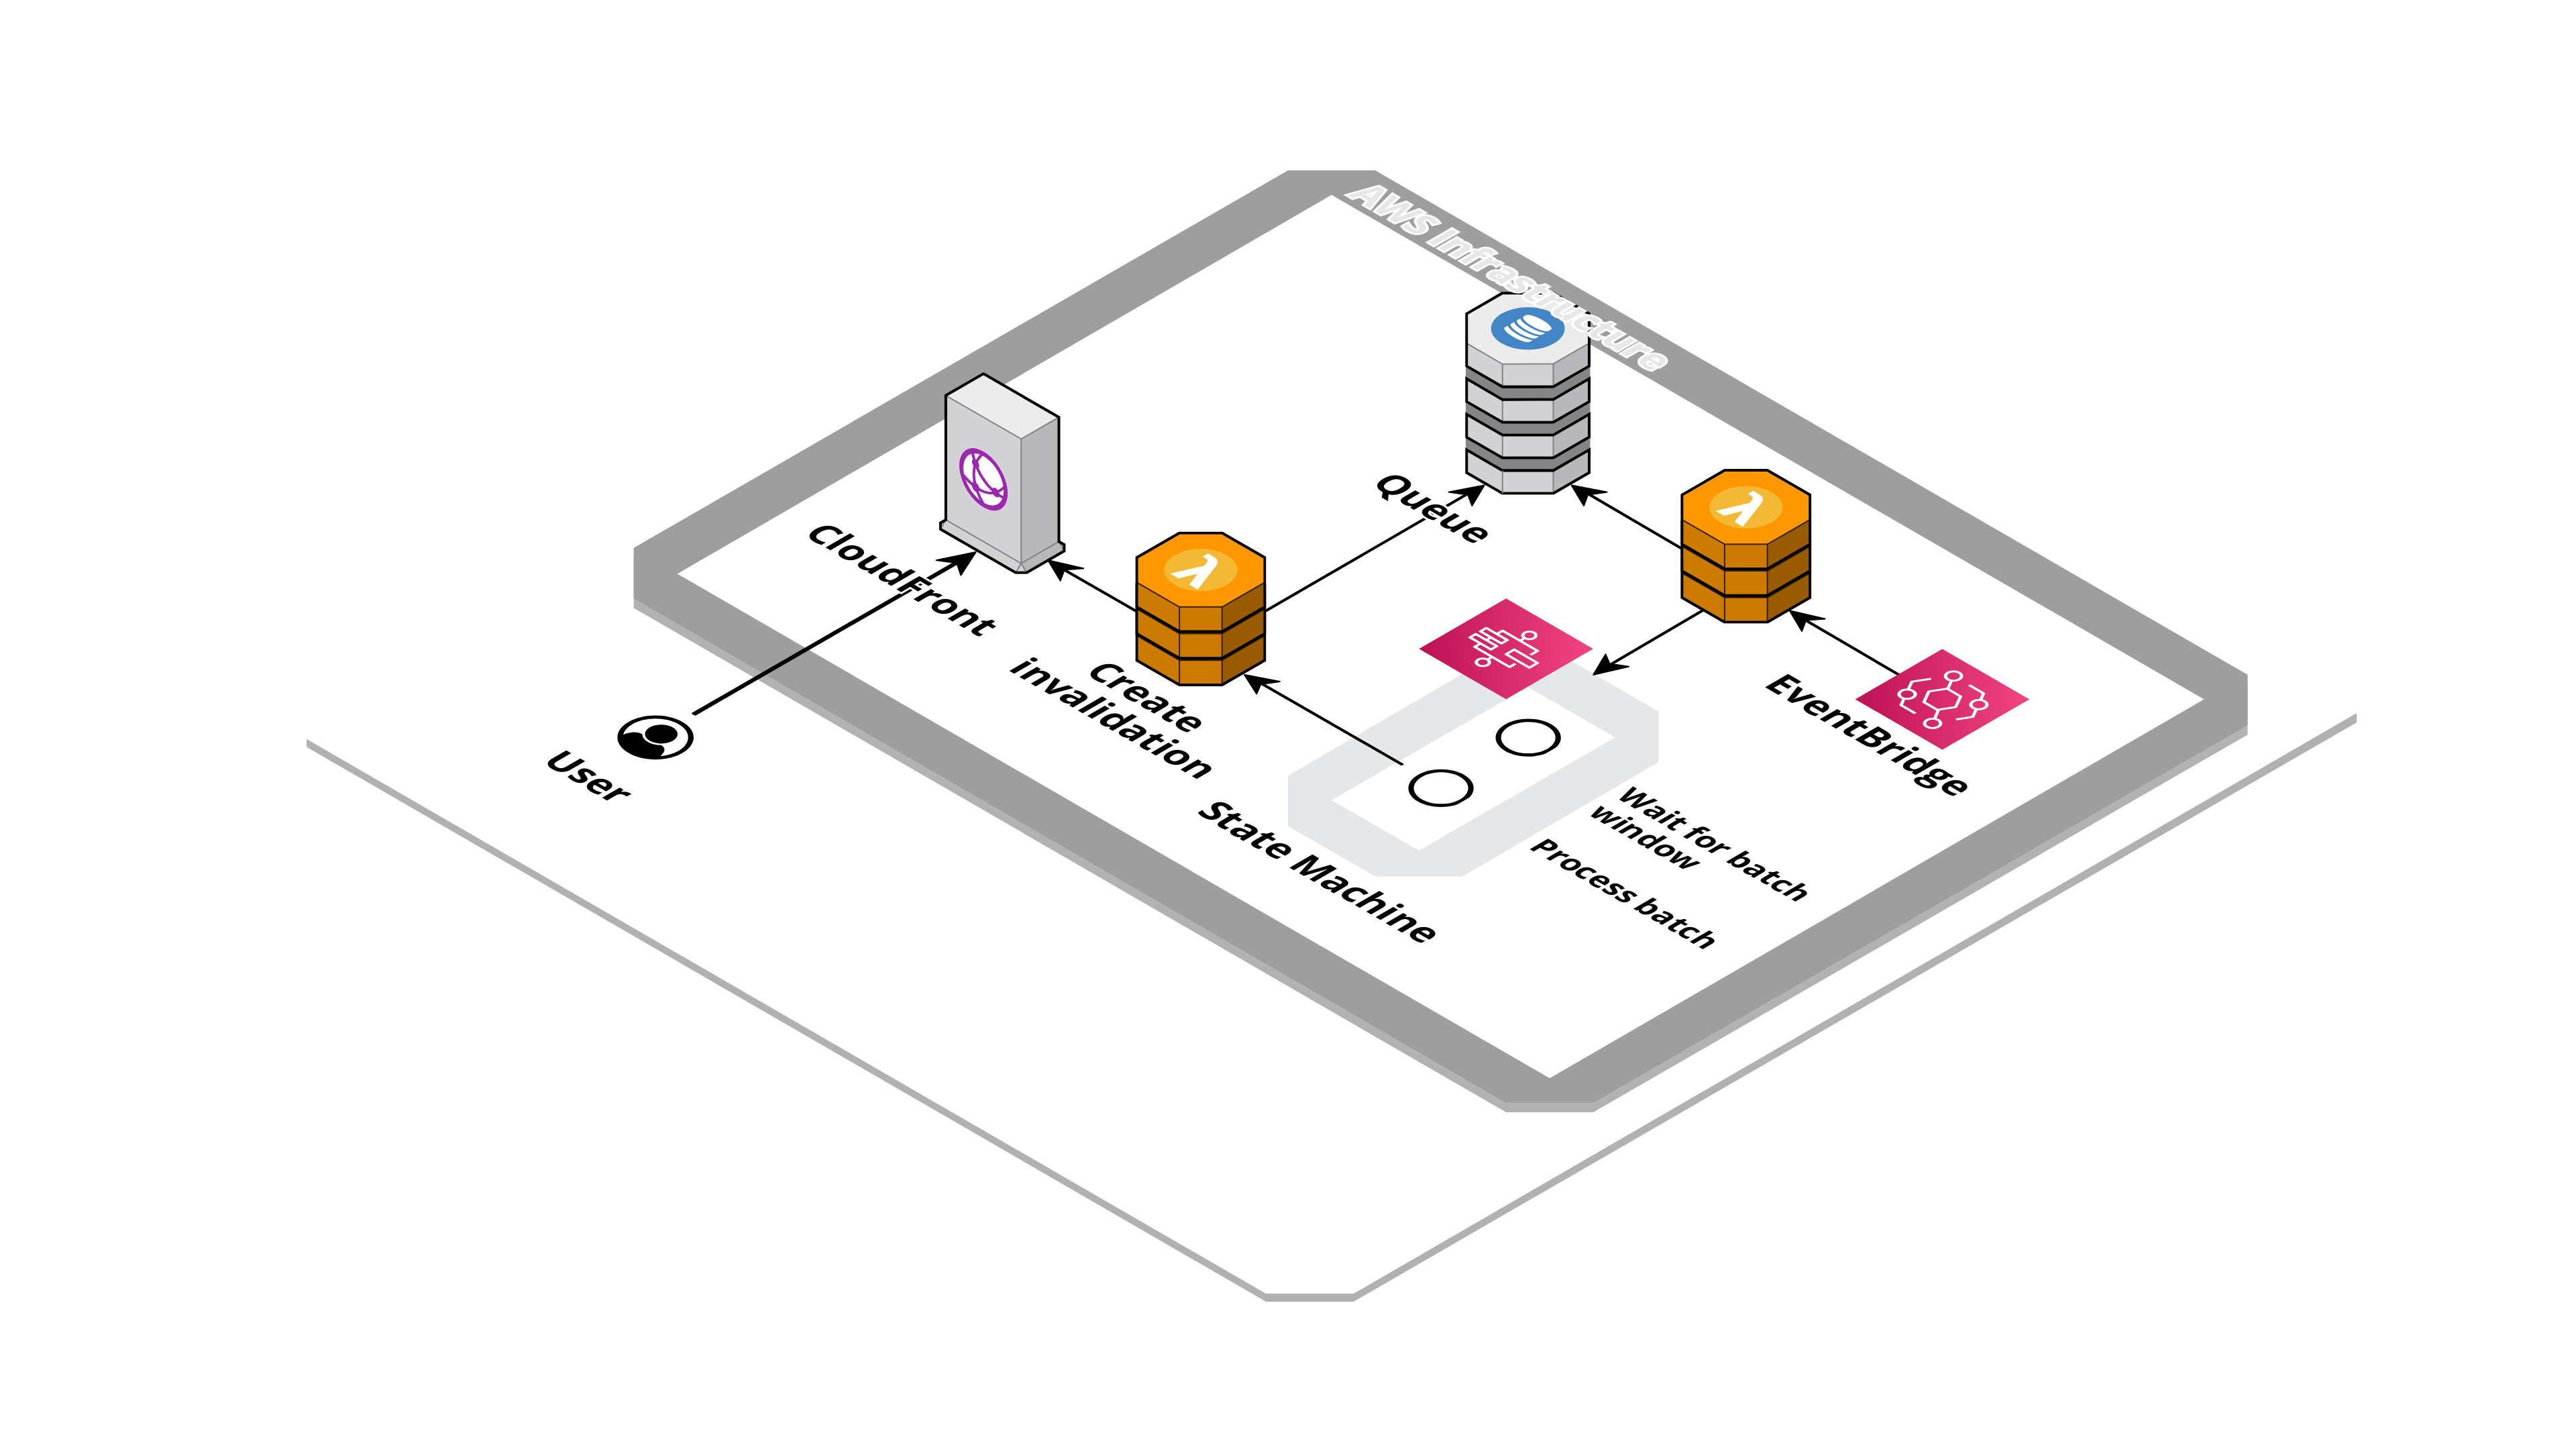 AWS Infrastructure
Queue
CloudFront
Create
invalidation
EventBridge
User
State Machine
Wait for batch
window
Process batch